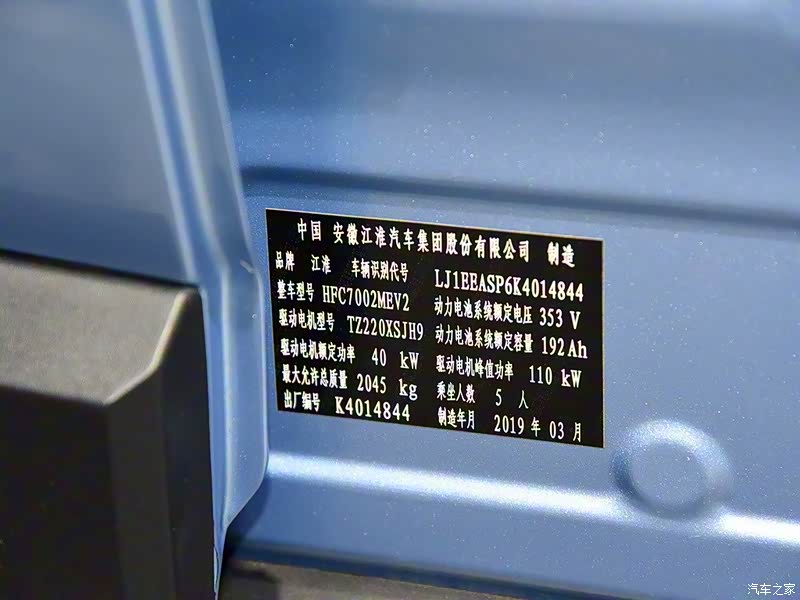 中国 安徽江淮汽车集团股份有限公司 制造
品牌 江淮 车辆识别代号 LJ1EEASP6K4014844
整车型号 HFC7002MEV2 动力电池系统额定电压 353 V
驱动电机型号 TZ220XSJH9 动力电池系统额定容量 192 Ah
驱动电机额定功率 40 kW 驱动电机峰值功率 110 kW
最大允许总质量 2045 kg 乘坐人数 5 人
出厂编号 K4014844 制造年月 2019 年 03 月
汽车之家